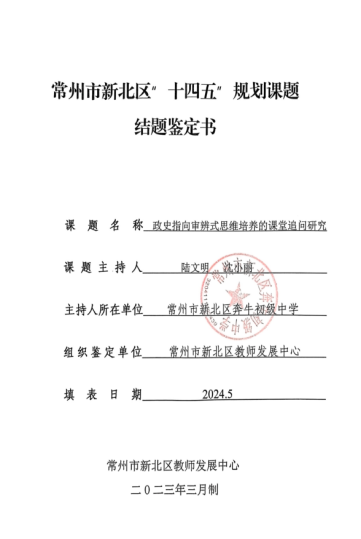 常州市新北区“十四五”规划课题
结题鉴定书
课题名称 政史指向审辨式思维培养的课堂追问研究
课题主持人 陆文明 沈小丽
主持人所在单位 常州市新北区奔牛初级中学
组织鉴定单位 常州市新北区教师发展中心
填表日期 2024.5
常州市新北区教师发展中心
二〇二三年三月制